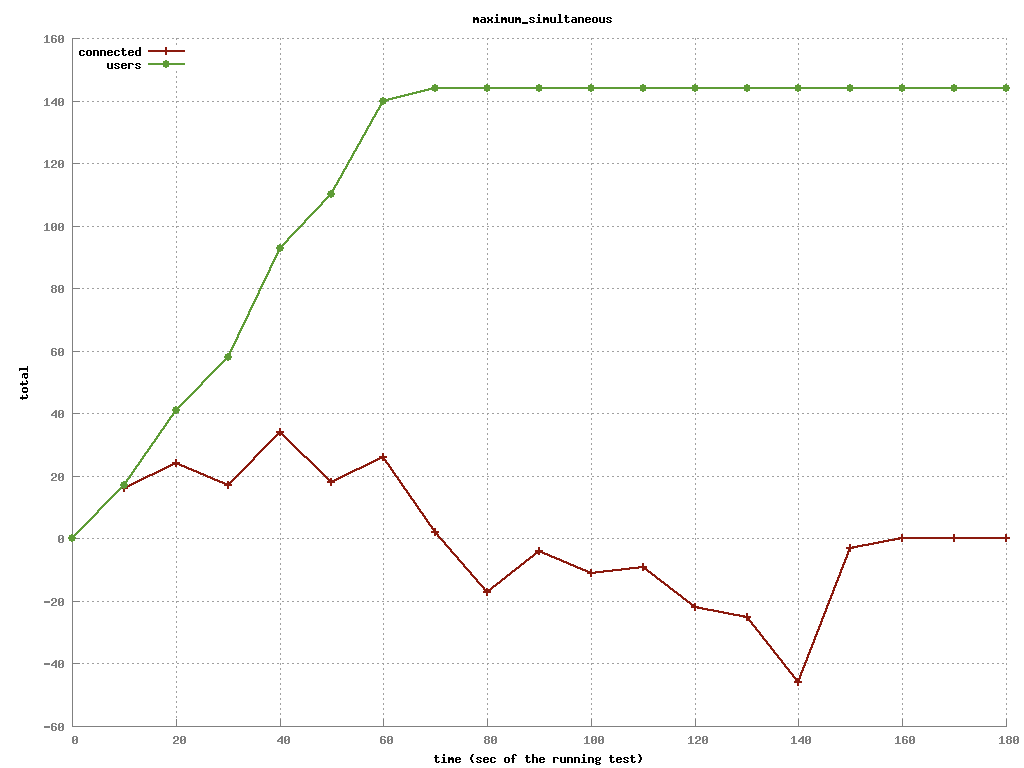 maximum_simultaneous
160
connected
users
140
120
100
80
60
total
40
20
0
-20
-40
-60
0 20 40 60 80 100 120 140 160 180
time (sec of the running test)